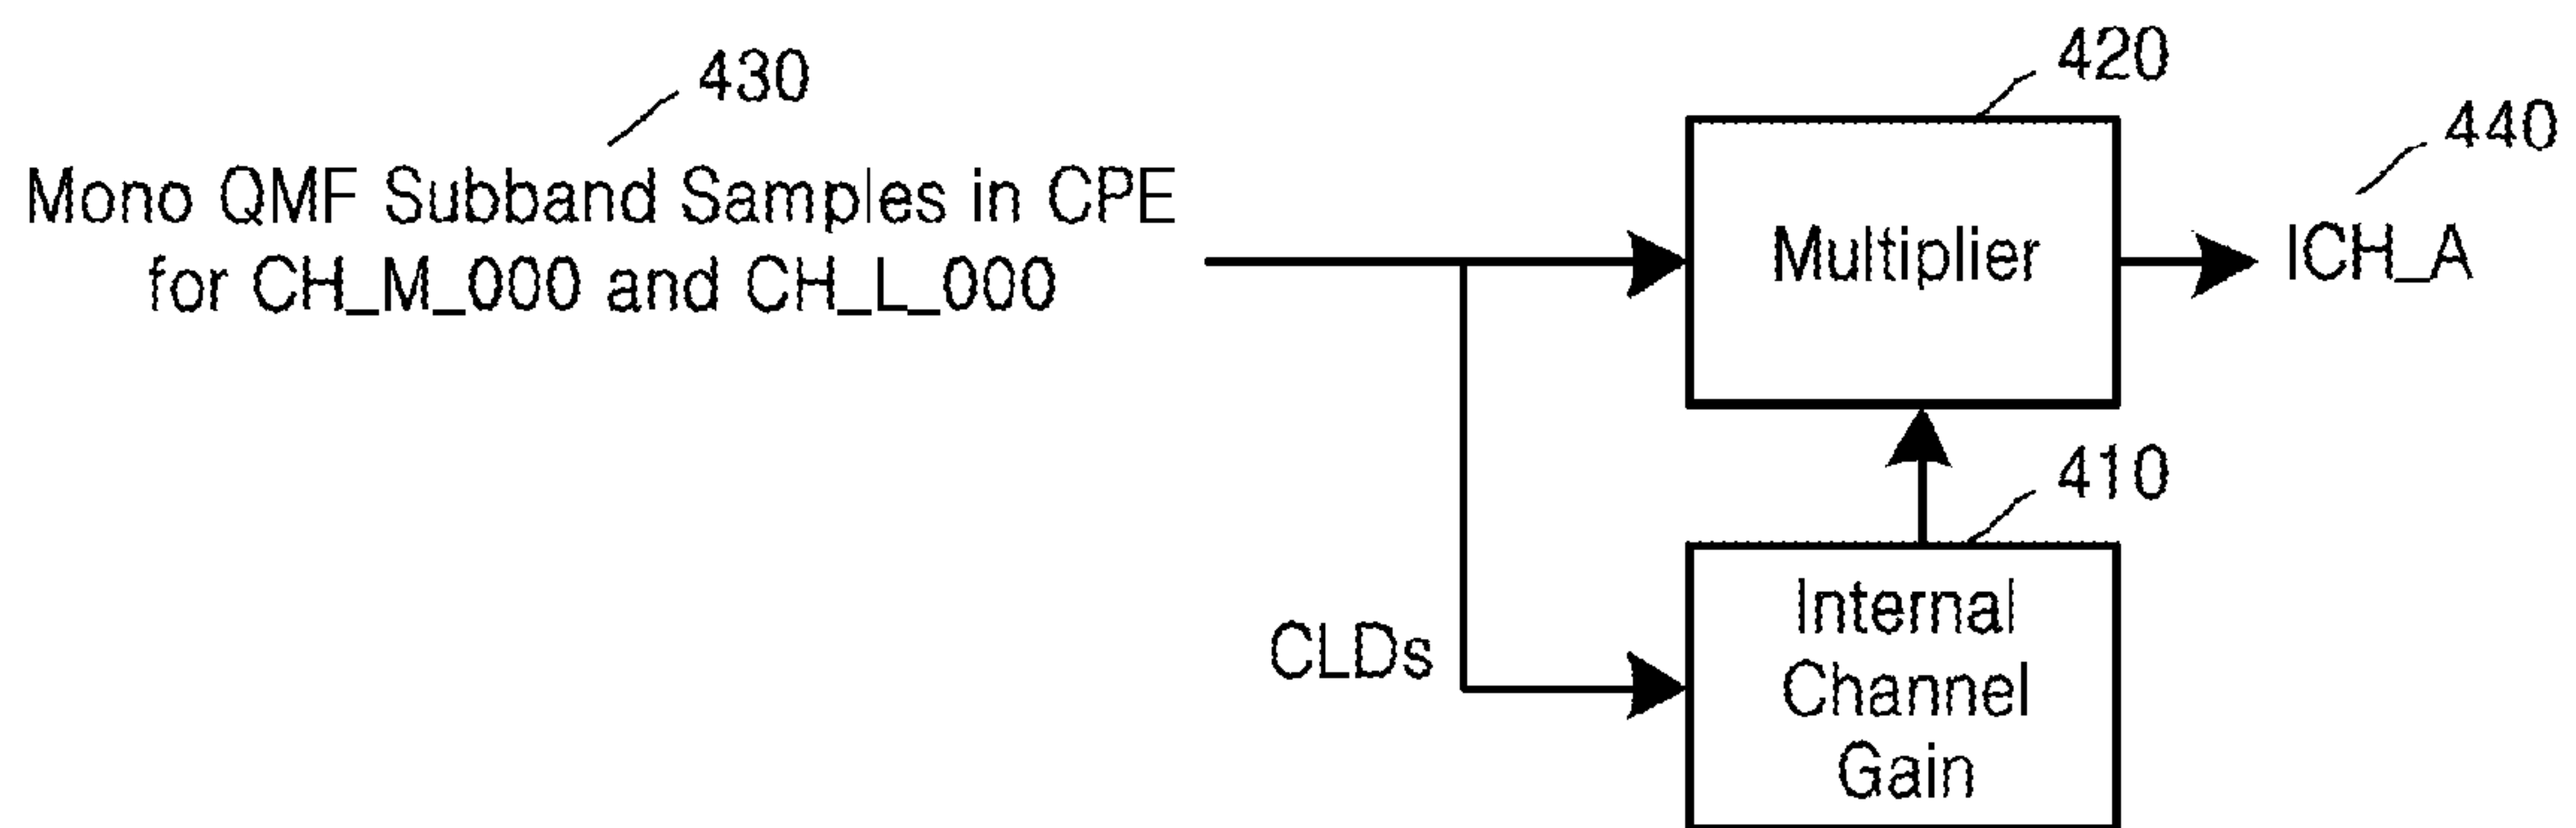 430
Mono QMF Subband Samples in CPE
for CH_M_000 and CH_L_000
420
Multiplier
440
ICH_A
410
CLDs
Internal
Channel
Gain